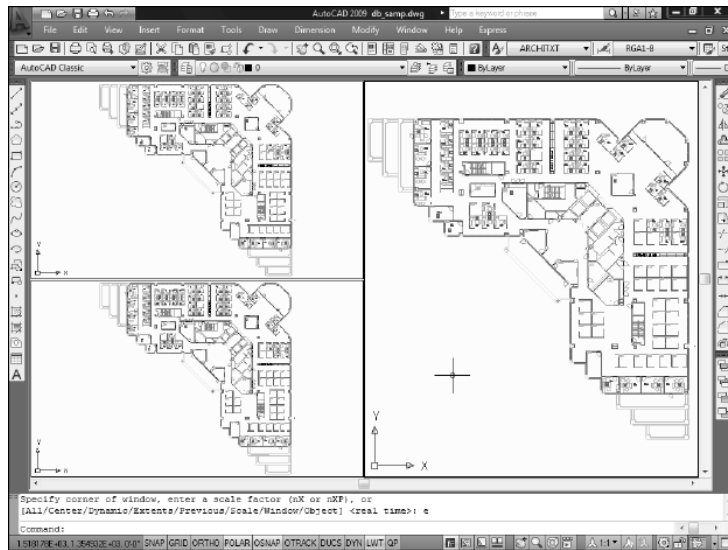 AutoCAD 2009 db_samp.dwg
Type a keyword or phrase
File Edit View Insert Format Tools Draw Dimension Modify Window Help Express
ARCHITXT
RGA1-8
AutoCAD Classic
0
ByLayer
ByLayer
Y
X
Y
X
Y
X
Specify corner of window, enter a scale factor (nX or nXP), or
[All/Center/Dynamic/Extents/Previous/Scale/Window/Object] <real time>: e
Command:
SNAP GRID ORTHO POLAR OSNAP OTRACK DUCS DYN LWT QP
1:1